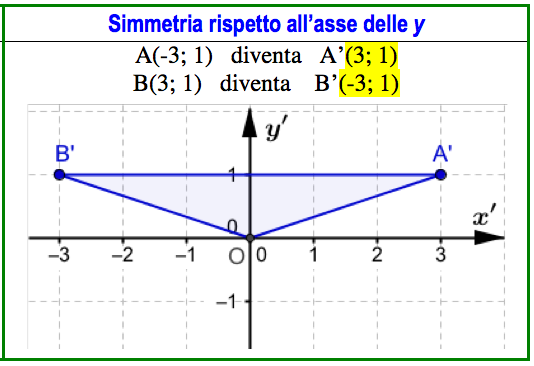 Simmetria rispetto all’asse delle y
A(-3; 1) diventa A’(3; 1)
B(3; 1) diventa B’(-3; 1)
y′
B' A'
1
x′
0
–3 –2 –1 O 0 1 2 3
–1